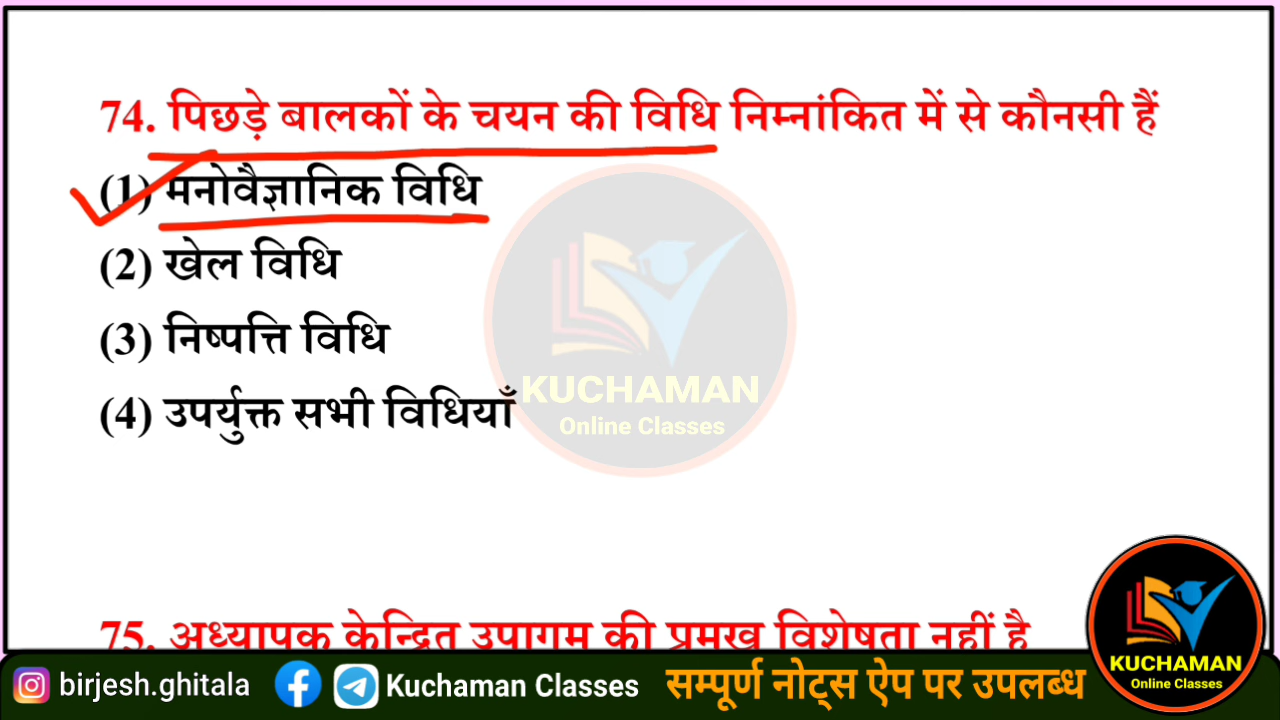 74. पिछड़े बालकों के चयन की विधि निम्नांकित में से कौनसी हैं
(1) मनोवैज्ञानिक विधि
(2) खेल विधि
(3) निष्पत्ति विधि
(4) उपर्युक्त सभी विधियाँ
KUCHAMAN
Online Classes
75. अध्यापक केन्द्रित उपागम की प्रमुख विशेषता नहीं है
birjesh.ghitala Kuchaman Classes सम्पूर्ण नोट्स ऐप पर उपलब्ध
KUCHAMAN
Online Classes